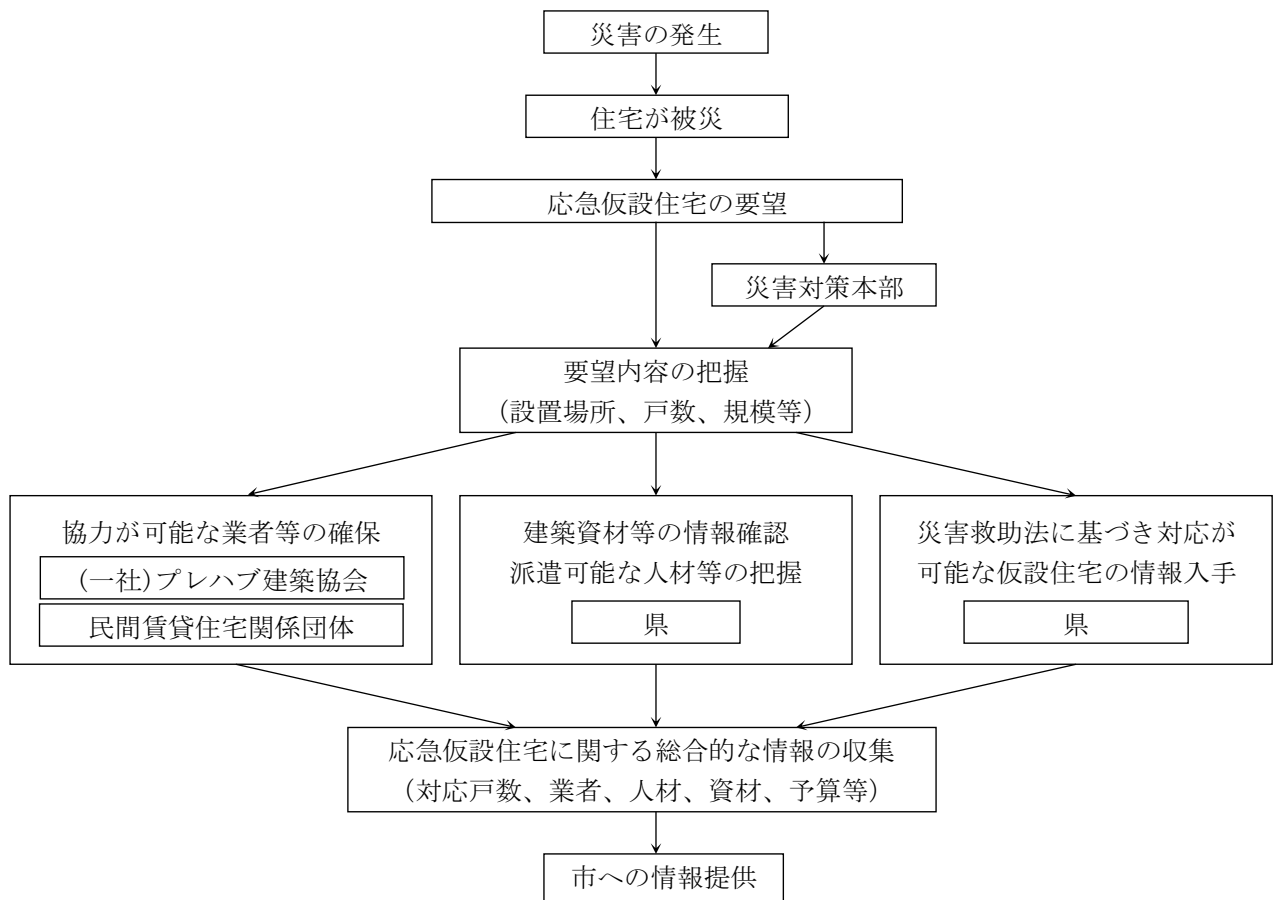 災害の発生
住宅が被災
応急仮設住宅の要望
災害対策本部
要望内容の把握
（設置場所、戸数、規模等）
協力が可能な業者等の確保
(一社)プレハブ建築協会
民間賃貸住宅関係団体
建築資材等の情報確認
派遣可能な人材等の把握
県
災害救助法に基づき対応が
可能な仮設住宅の情報入手
県
応急仮設住宅に関する総合的な情報の収集
（対応戸数、業者、人材、資材、予算等）
市への情報提供